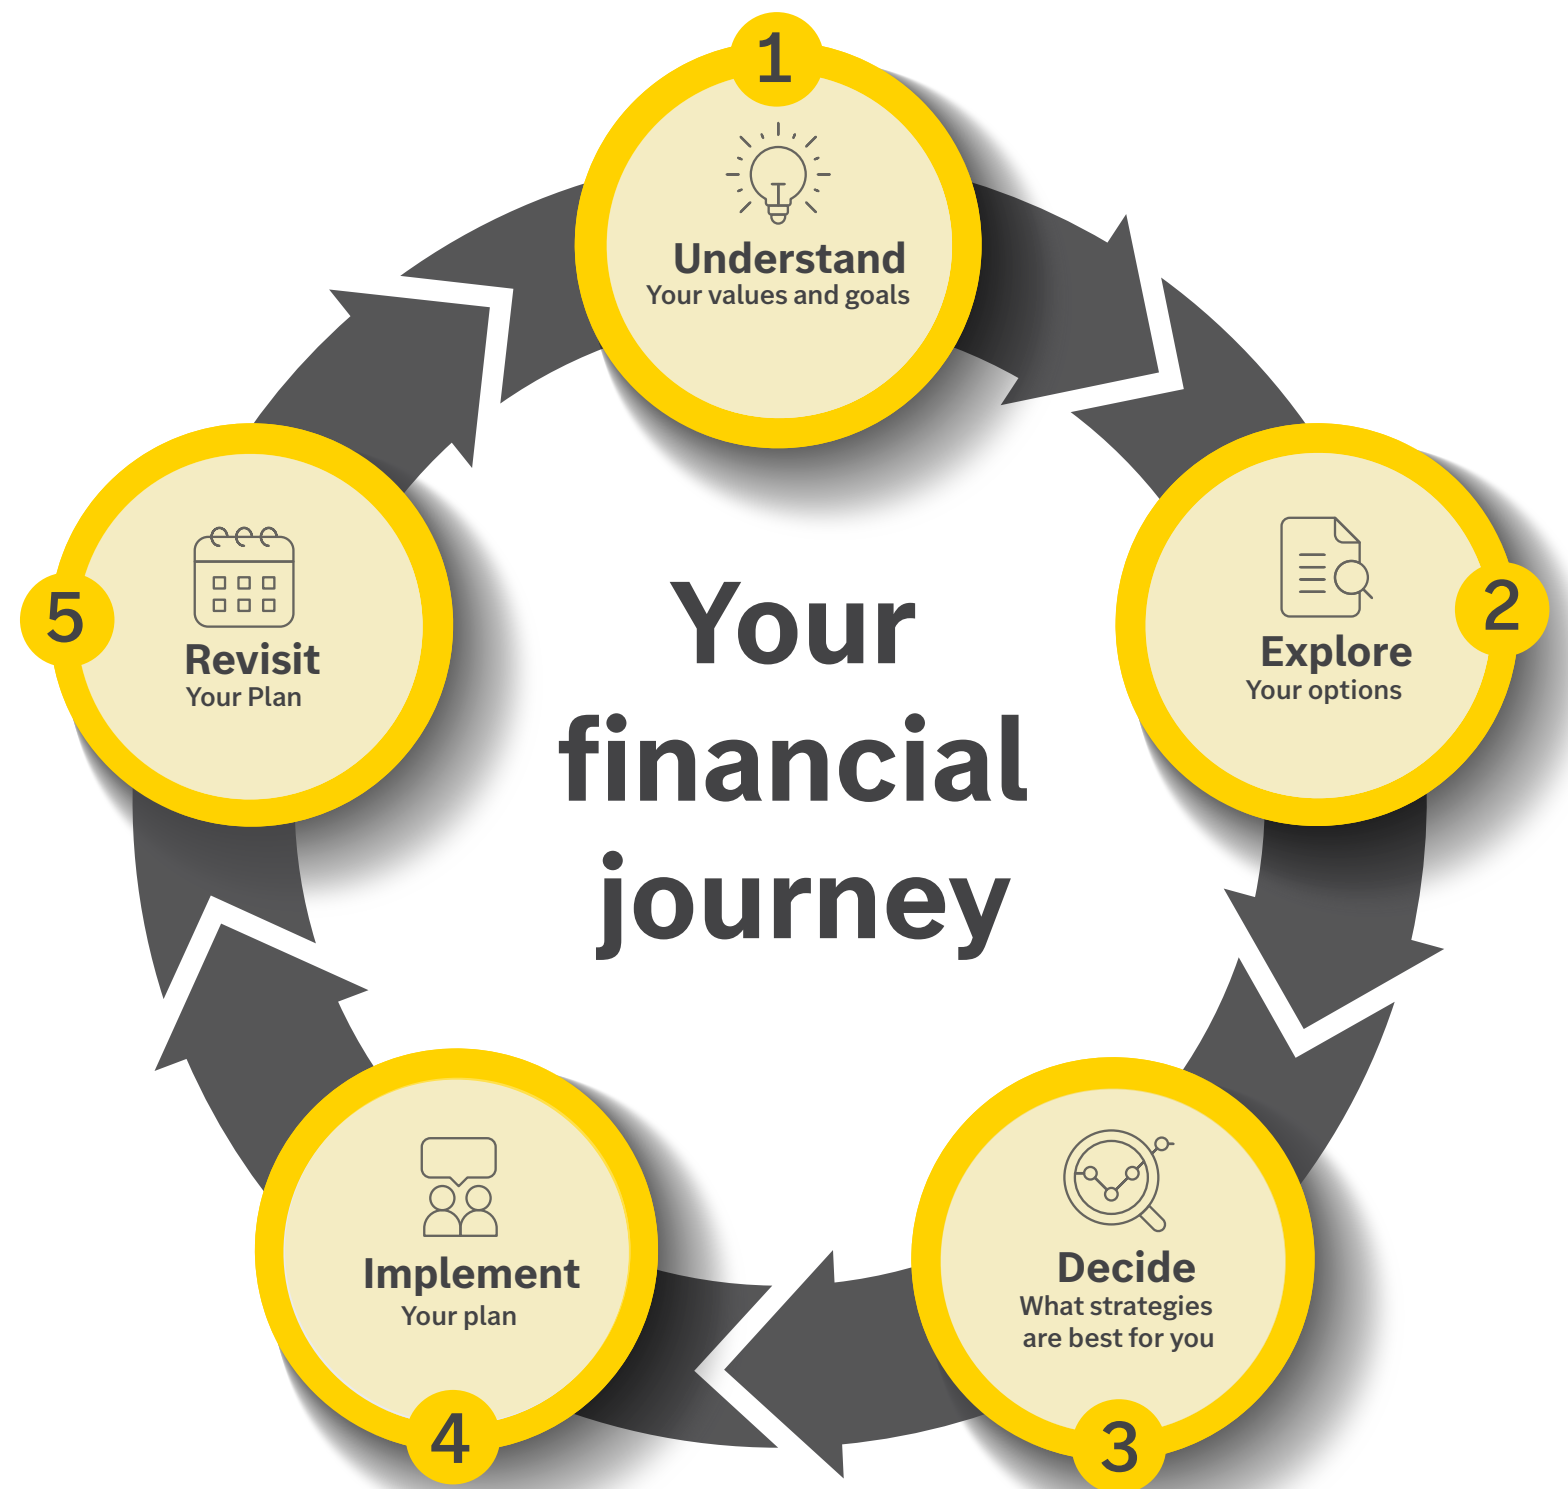 1
Understand
Your values and goals
2
Explore
Your options
3
Decide
What strategies
are best for you
4
Implement
Your plan
5
Revisit
Your Plan
Your
financial
journey